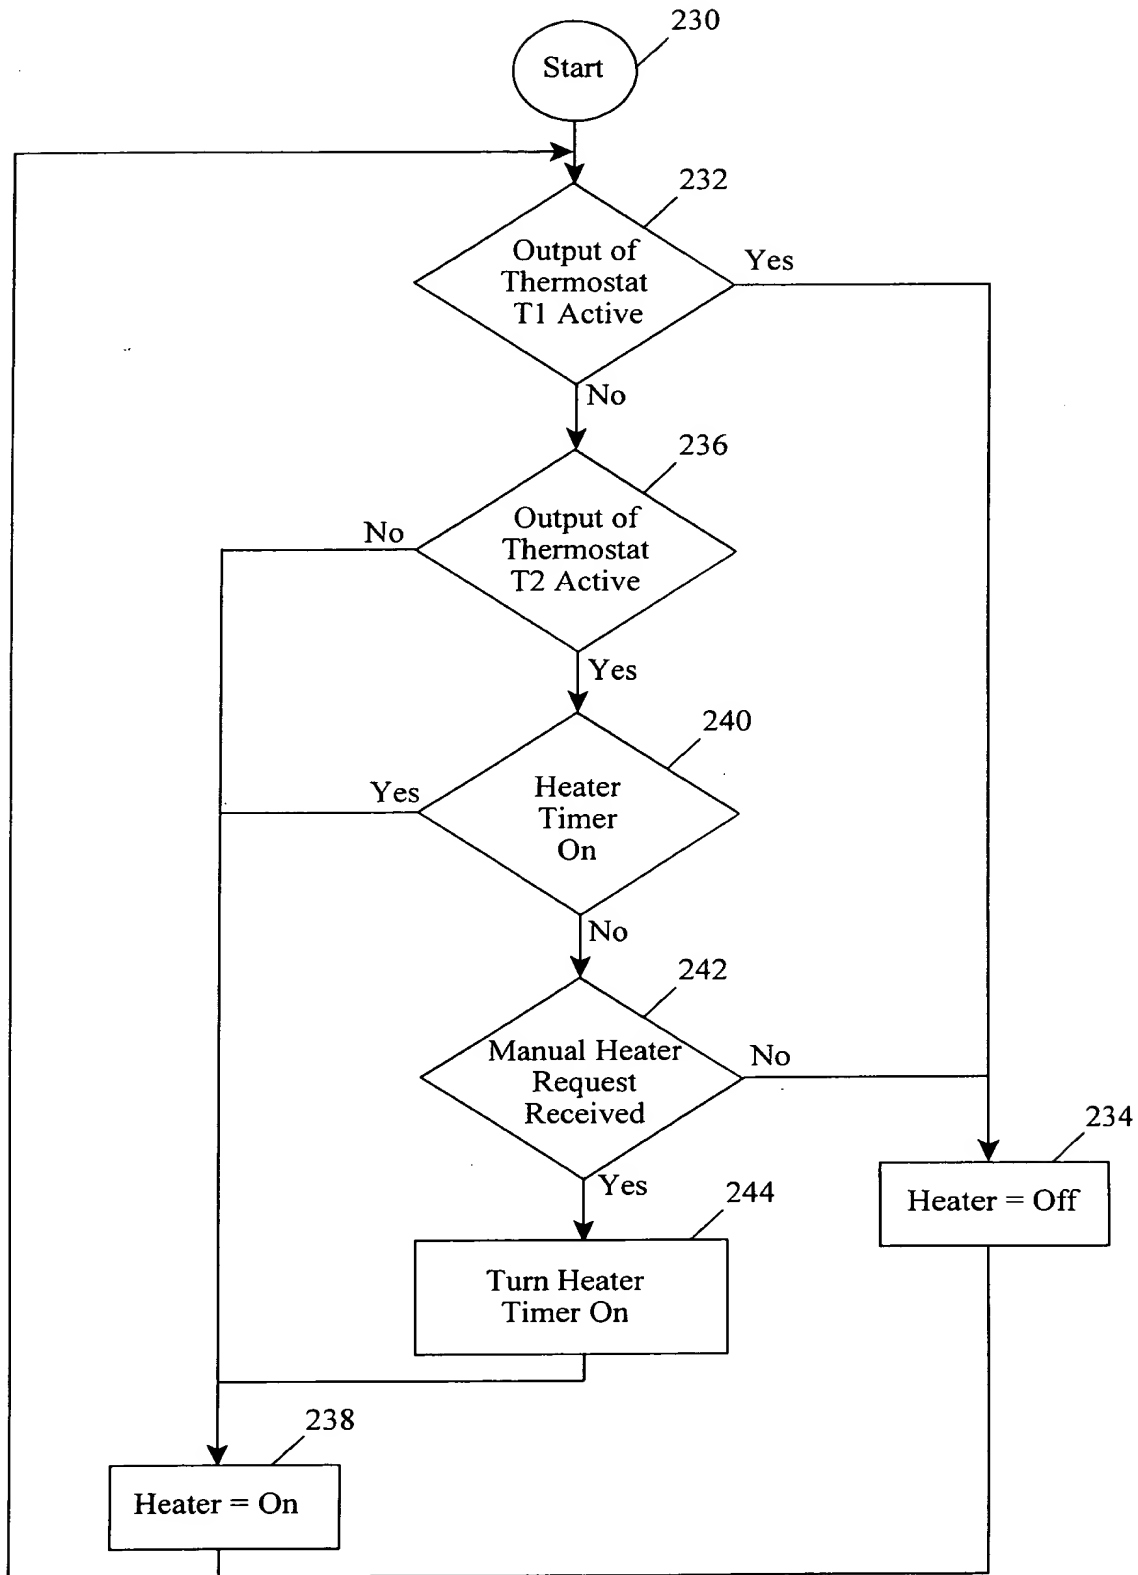 230
Start
232
Output of
Thermostat
T1 Active
Yes
No
236
Output of
Thermostat
T2 Active
No
Yes
240
Heater
Timer
On
Yes
No
242
Manual Heater
Request
Received
No
Yes
234
Heater = Off
244
Turn Heater
Timer On
238
Heater = On